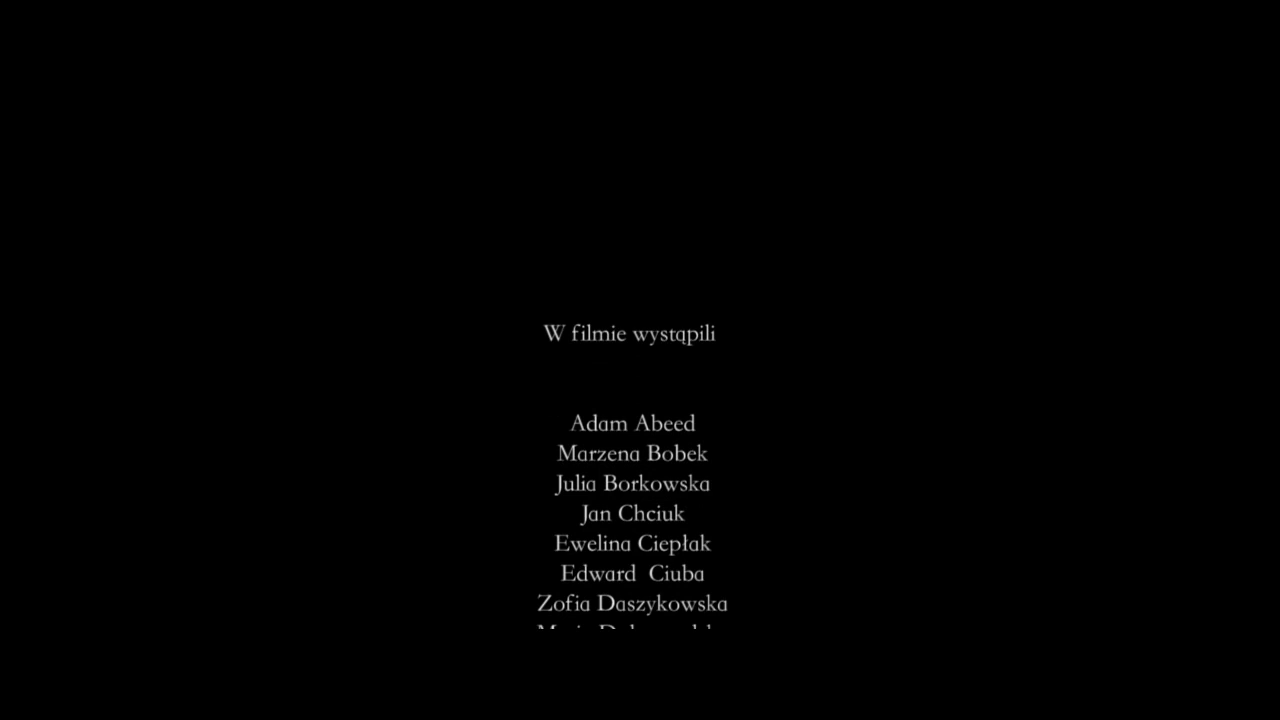 W filmie wystąpili
Adam Abeed
Marzena Bobek
Julia Borkowska
Jan Chciuk
Ewelina Ciepłak
Edward Ciuba
Zofia Daszykowska